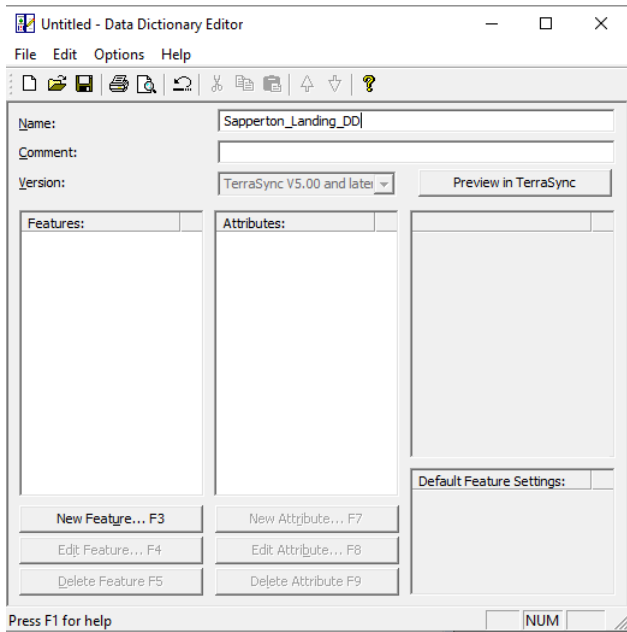 Untitled - Data Dictionary Editor
File Edit Options Help
Name: Sapperton_Landing_DD
Comment:
Version: TerraSync V5.00 and later Preview in TerraSync
Features: Attributes:
Default Feature Settings:
New Feature... F3 New Attribute... F7
Edit Feature... F4 Edit Attribute... F8
Delete Feature F5 Delete Attribute F9
Press F1 for help NUM